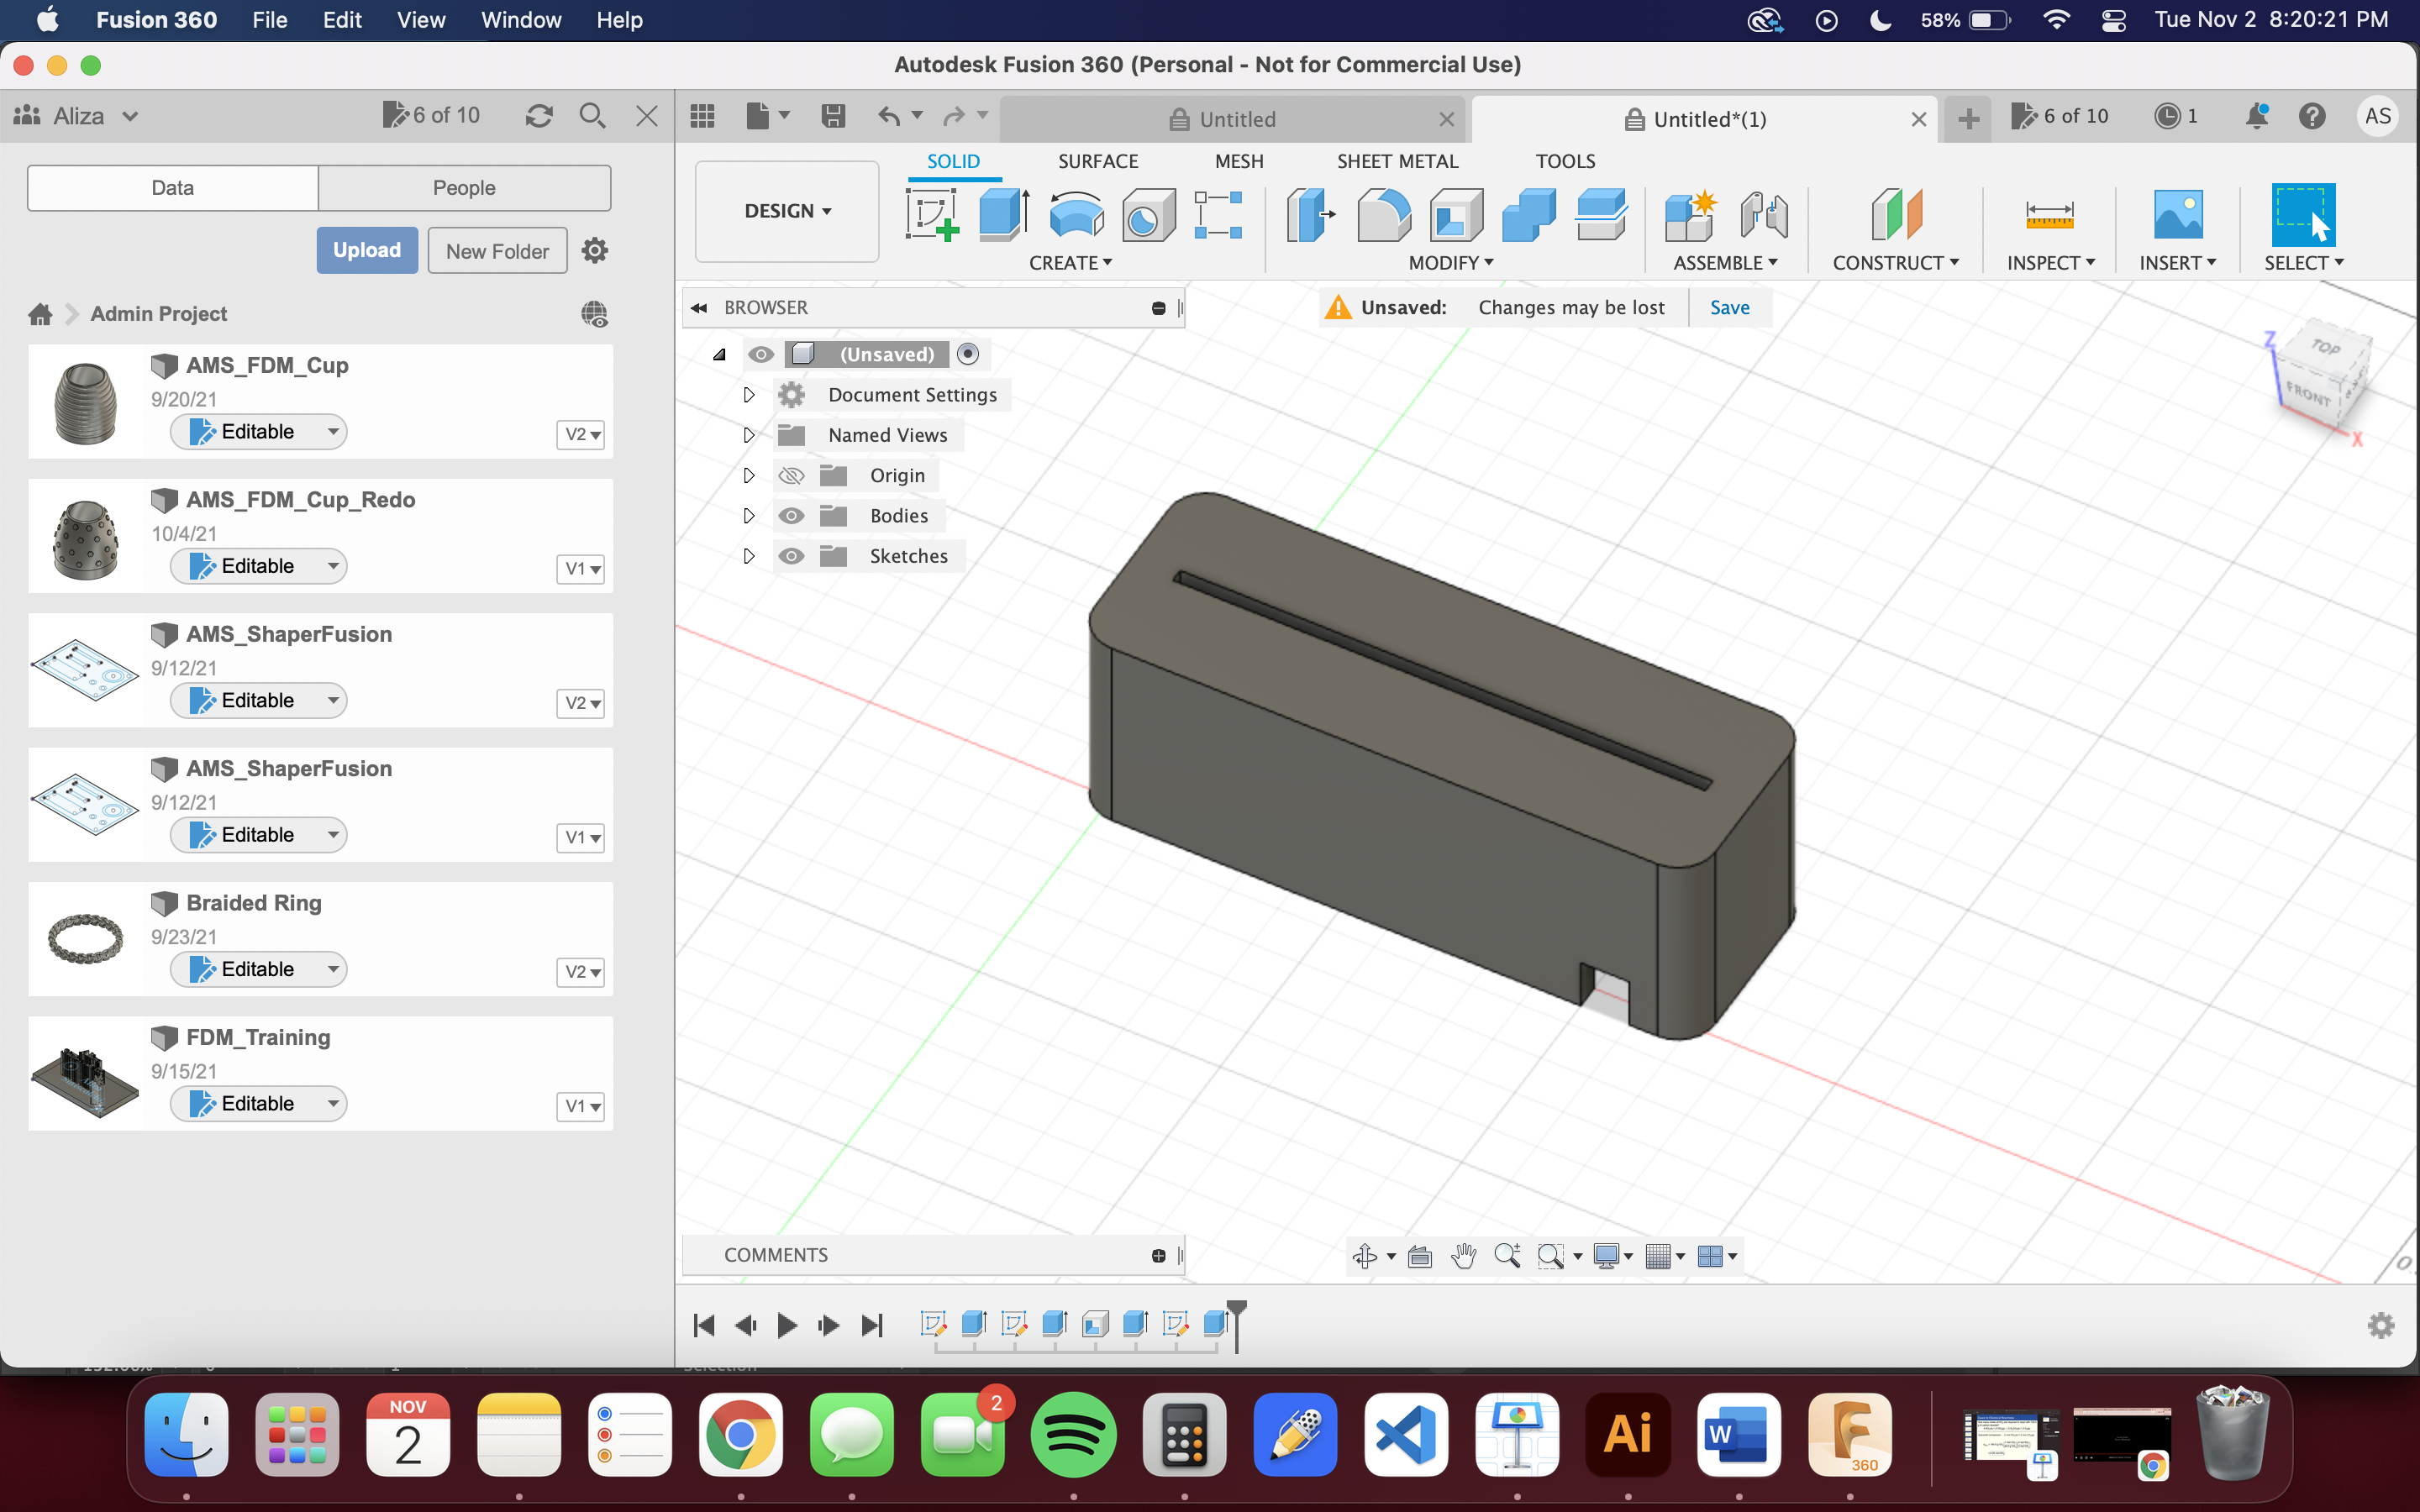 Fusion 360 File Edit View Window Help 58% Tue Nov 2 8:20:21 PM
Autodesk Fusion 360 (Personal - Not for Commercial Use)
Aliza 6 of 10
Untitled Untitled*(1) 6 of 10 1 AS
Data People
Upload New Folder
Admin Project
AMS_FDM_Cup
9/20/21
Editable V2
AMS_FDM_Cup_Redo
10/4/21
Editable V1
AMS_ShaperFusion
9/12/21
Editable V2
AMS_ShaperFusion
9/12/21
Editable V1
Braided Ring
9/23/21
Editable V2
FDM_Training
9/15/21
Editable V1
SOLID SURFACE MESH SHEET METAL TOOLS
DESIGN
CREATE MODIFY ASSEMBLE CONSTRUCT INSPECT INSERT SELECT
BROWSER
Unsaved: Changes may be lost Save
(Unsaved)
Document Settings
Named Views
Origin
Bodies
Sketches
Z
TOP
FRONT
X
COMMENTS
NOV
2
2
Ai
W
360